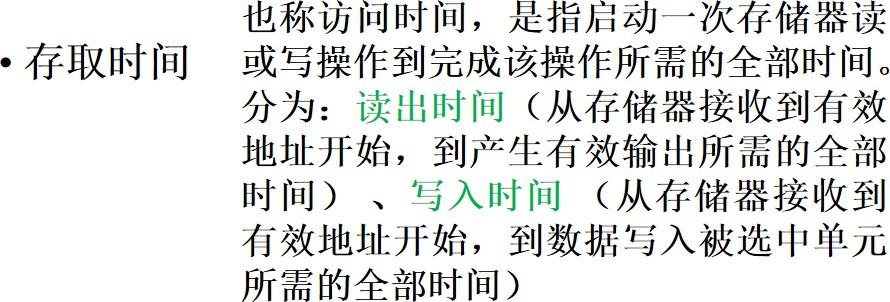 • 存取时间
也称访问时间，是指启动一次存储器读
或写操作到完成该操作所需的全部时间。
分为：读出时间（从存储器接收到有效
地址开始，到产生有效输出所需的全部
时间）、写入时间（从存储器接收到
有效地址开始，到数据写入被选中单元
所需的全部时间）